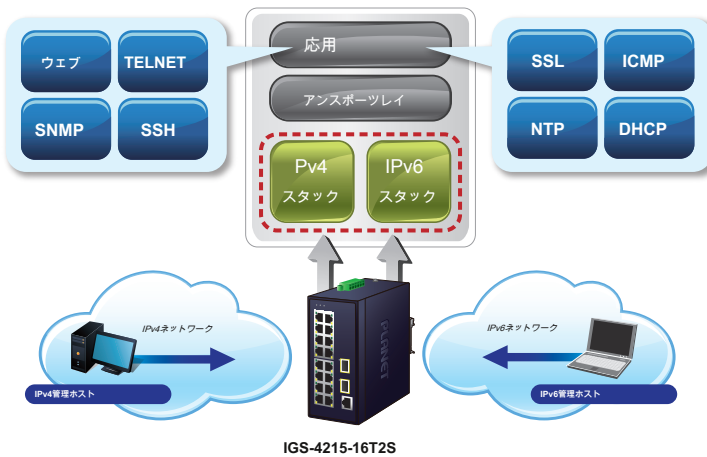 応用
アンスポーツレイ
ウェブ
TELNET
SNMP
SSH
SSL
ICMP
NTP
DHCP
Pv4
スタック
IPv6
スタック
IPv4ネットワーク
IPv4管理ホスト
PLANET
IPv6ネットワーク
IPv6管理ホスト
IGS-4215-16T2S